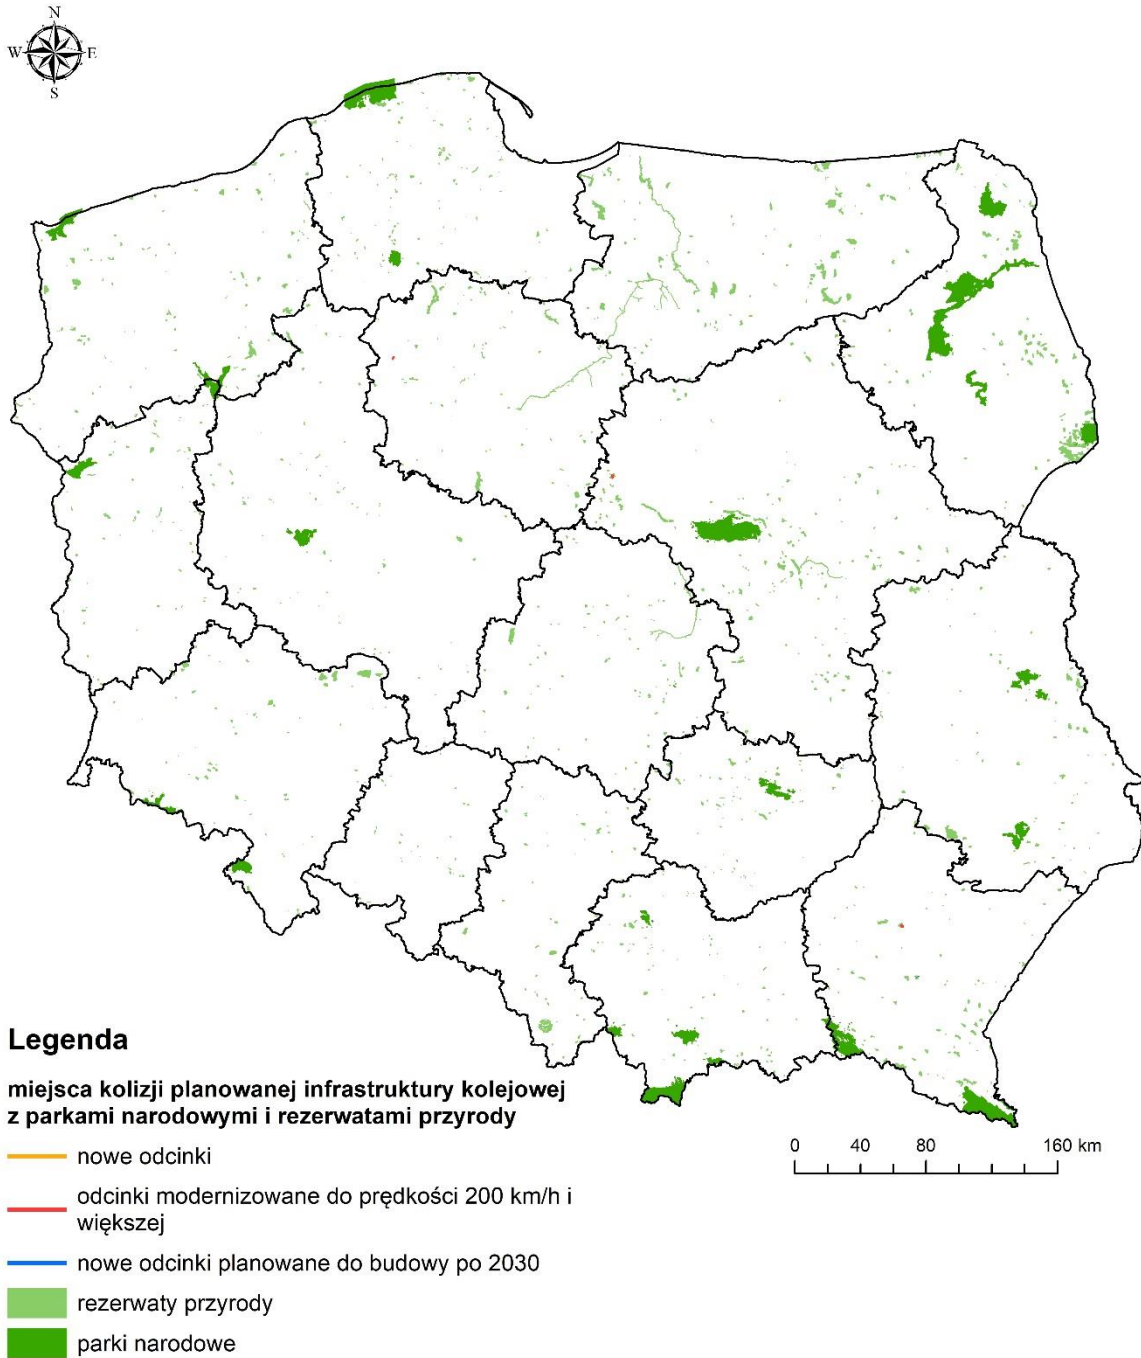 N
W E
S
Legenda
miejsca kolizji planowanej infrastruktury kolejowej
z parkami narodowymi i rezerwatami przyrody
nowe odcinki
odcinki modernizowane do prędkości 200 km/h i
większej
nowe odcinki planowane do budowy po 2030
rezerwaty przyrody
parki narodowe
0 40 80 160 km